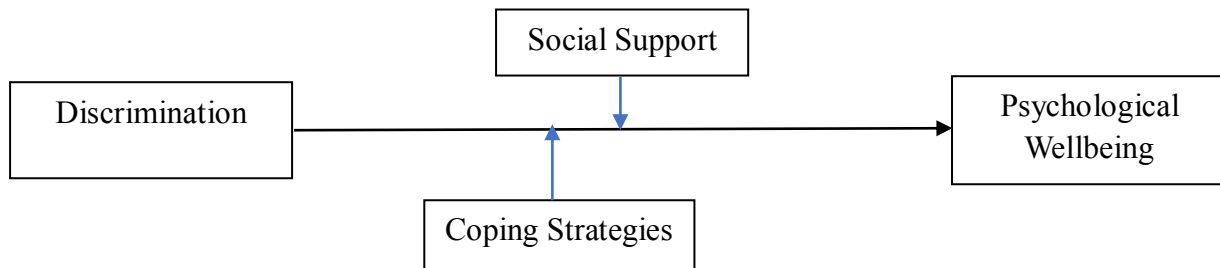 Social Support
Discrimination
Psychological
Wellbeing
Coping Strategies